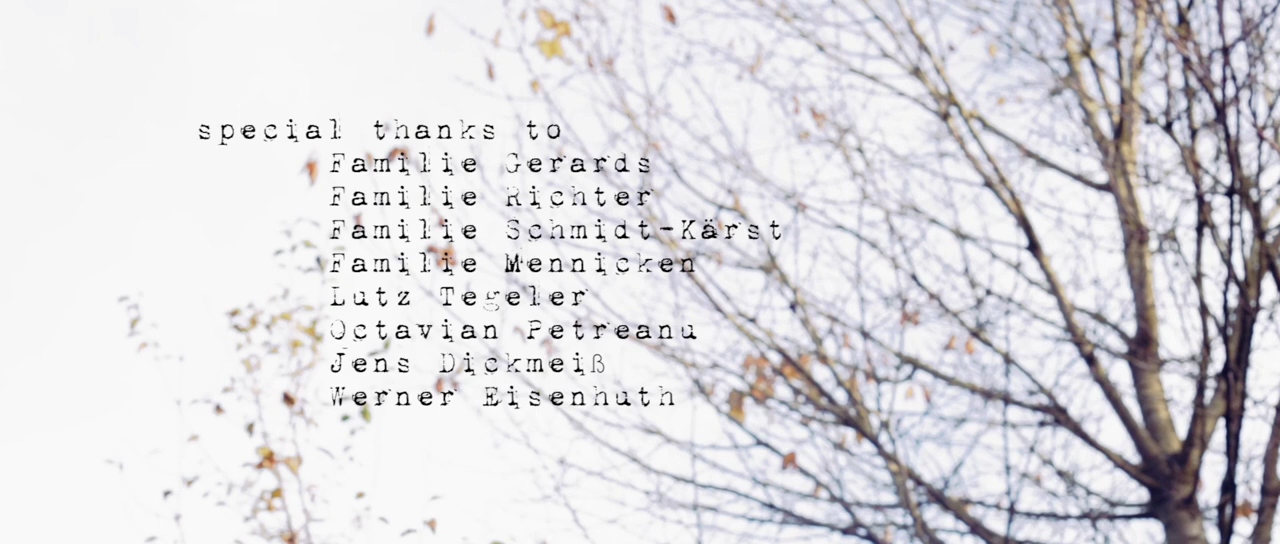 special thanks to
Familie Gerards
Familie Richter
Familie Schmidt-Kärst
Familie Mennicken
Lutz Tegeler
Octavian Petreanu
Jens Dickmeiß
Werner Eisenhuth